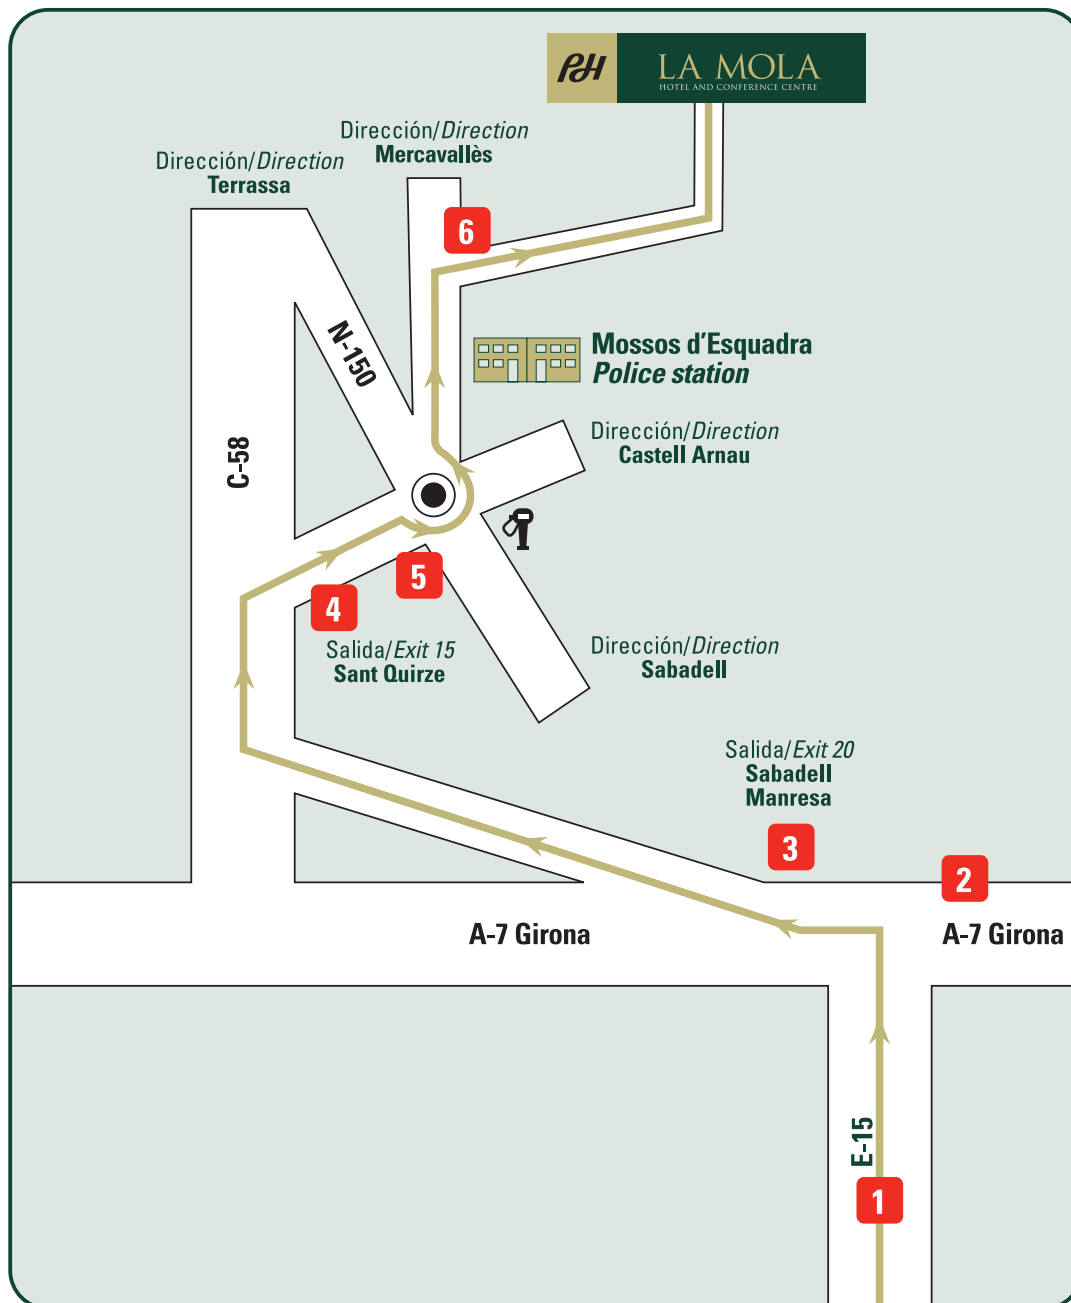 PH
LA MOLA
HOTEL AND CONFERENCE CENTRE
Dirección/Direction
Mercavallès
Dirección/Direction
Terrassa
6
N-150
Mossos d'Esquadra
Police station
Dirección/Direction
Castell Arnau
C-58
5
4
Salida/Exit 15
Sant Quirze
Dirección/Direction
Sabadell
Salida/Exit 20
Sabadell
Manresa
3
2
A-7 Girona
A-7 Girona
E-15
1